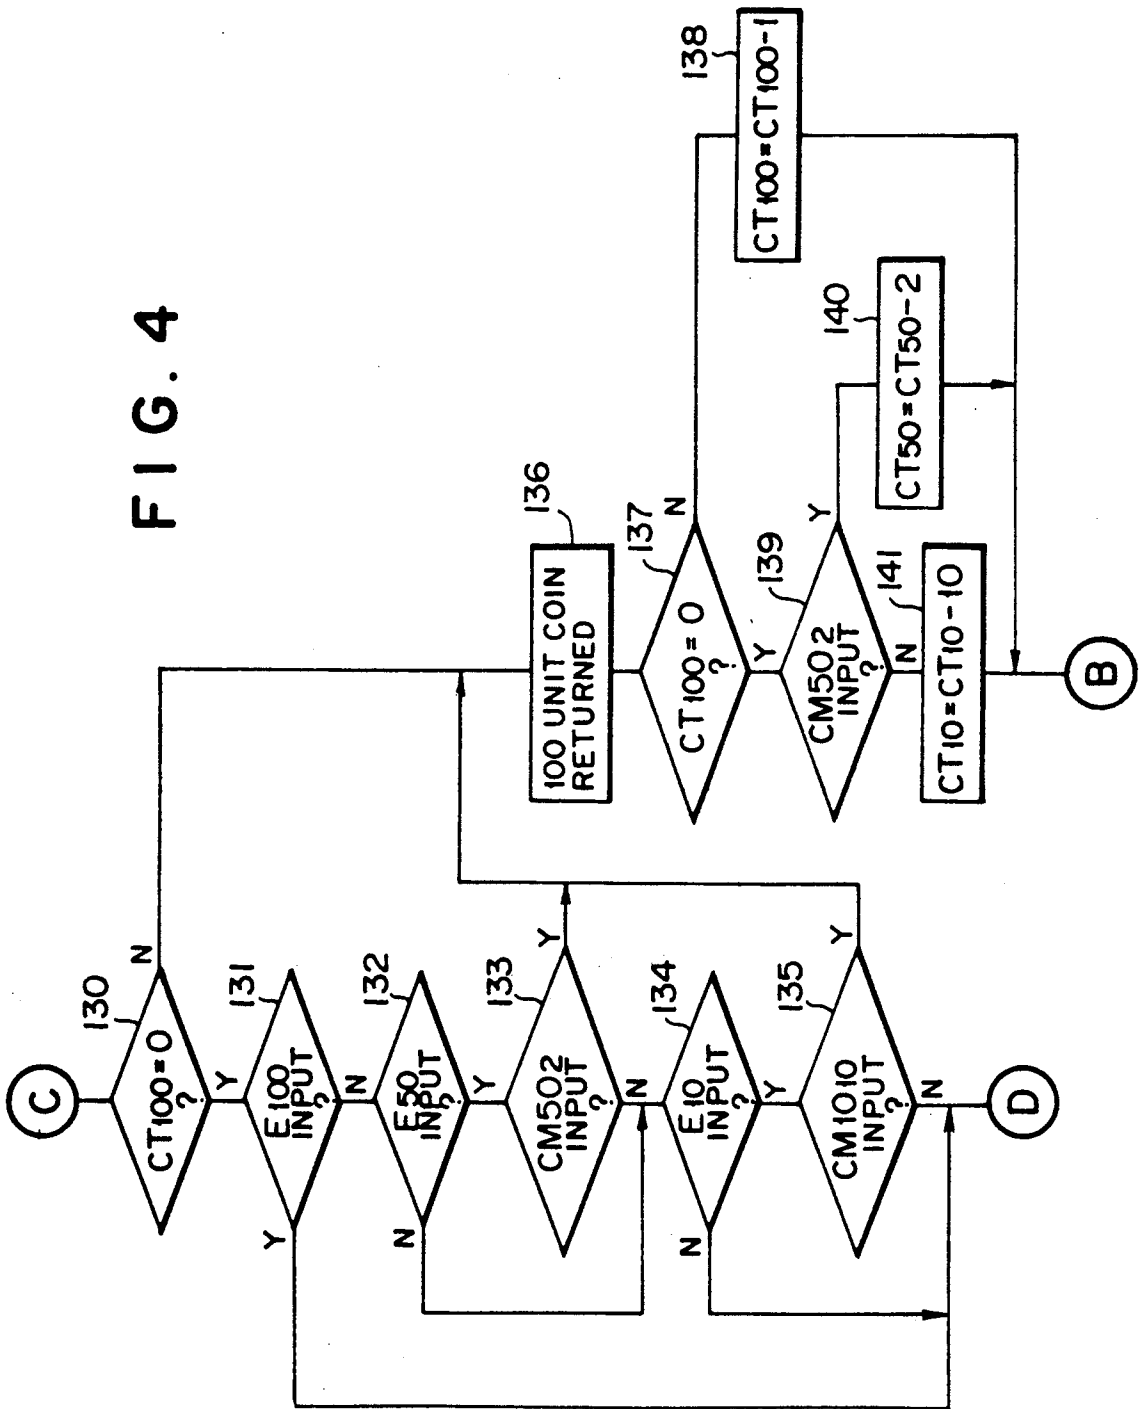 FIG. 4
C
130
CT100=0
?
N
Y
131
E100
INPUT
?
Y
N
132
E50
INPUT
?
N
Y
133
CM502
INPUT
?
Y
N
134
E10
INPUT
?
N
Y
135
CM1010
INPUT
?
Y
N
D
136
100 UNIT COIN
RETURNED
137
CT100=0
?
N
Y
138
CT100=CT100-1
139
CM502
INPUT
?
Y
N
140
CT50=CT50-2
141
CT10=CT10-10
B